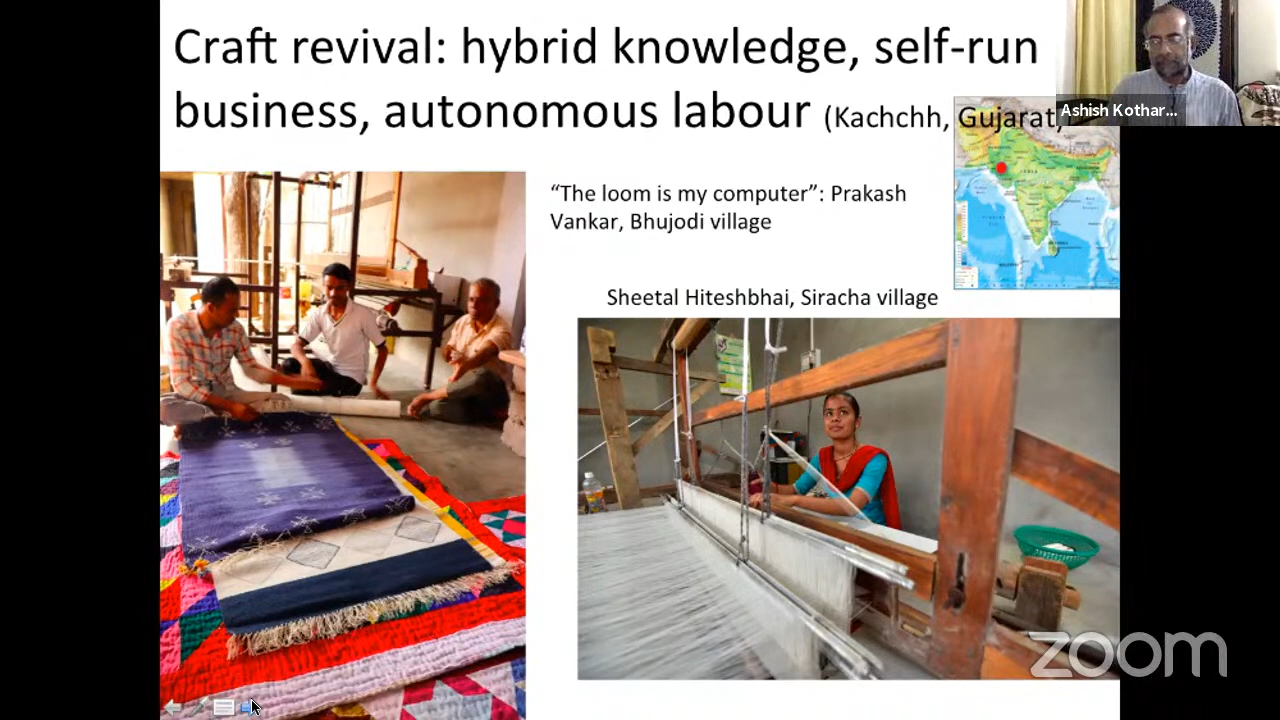 Craft revival: hybrid knowledge, self-run
business, autonomous labour (Kachchh, Gujarat)
Ashish Kothar...
“The loom is my computer”: Prakash
Vankar, Bhujodi village
Sheetal Hiteshbhai, Siracha village
zoom